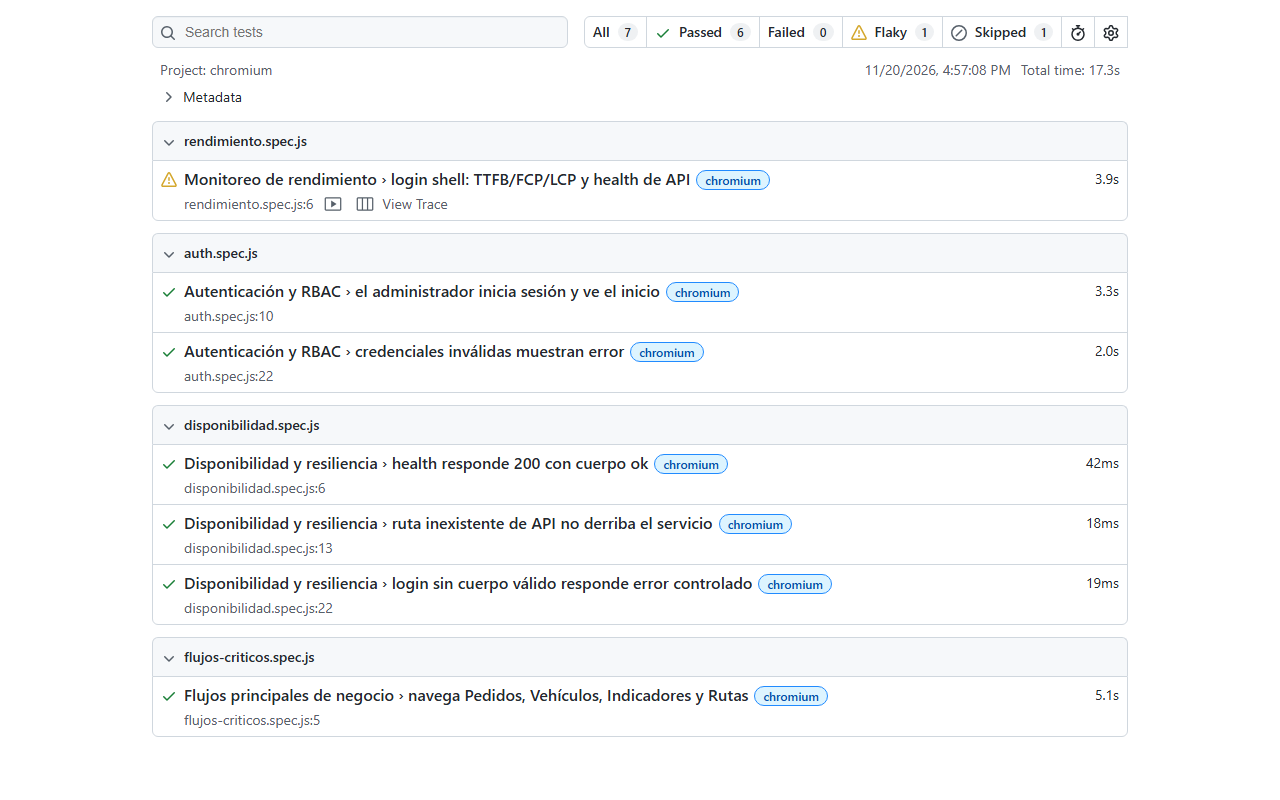 Search tests
All 7 Passed 6 Failed 0 Flaky 1 Skipped 1
Project: chromium 11/20/2026, 4:57:08 PM Total time: 17.3s
Metadata
rendimiento.spec.js
Monitoreo de rendimiento › login shell: TTFB/FCP/LCP y health de API chromium 3.9s
rendimiento.spec.js:6 View Trace
auth.spec.js
Autenticación y RBAC › el administrador inicia sesión y ve el inicio chromium 3.3s
auth.spec.js:10
Autenticación y RBAC › credenciales inválidas muestran error chromium 2.0s
auth.spec.js:22
disponibilidad.spec.js
Disponibilidad y resiliencia › health responde 200 con cuerpo ok chromium 42ms
disponibilidad.spec.js:6
Disponibilidad y resiliencia › ruta inexistente de API no derriba el servicio chromium 18ms
disponibilidad.spec.js:13
Disponibilidad y resiliencia › login sin cuerpo válido responde error controlado chromium 19ms
disponibilidad.spec.js:22
flujos-criticos.spec.js
Flujos principales de negocio › navega Pedidos, Vehículos, Indicadores y Rutas chromium 5.1s
flujos-criticos.spec.js:5